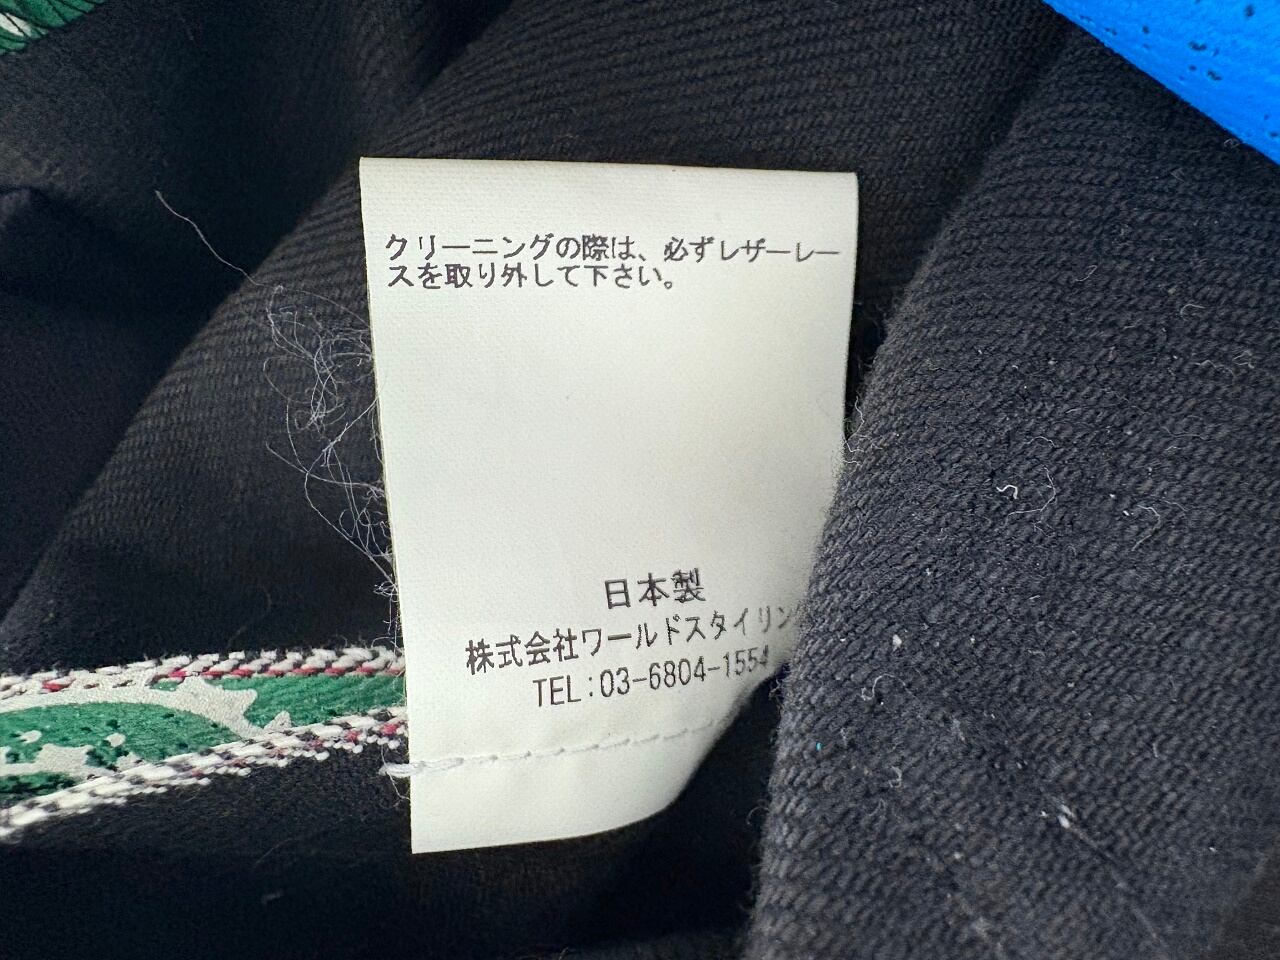 クリーニングの際は、必ずレザーレー
スを取り外して下さい。
日本製
株式会社ワールドスタイリング
TEL:03-6804-1554